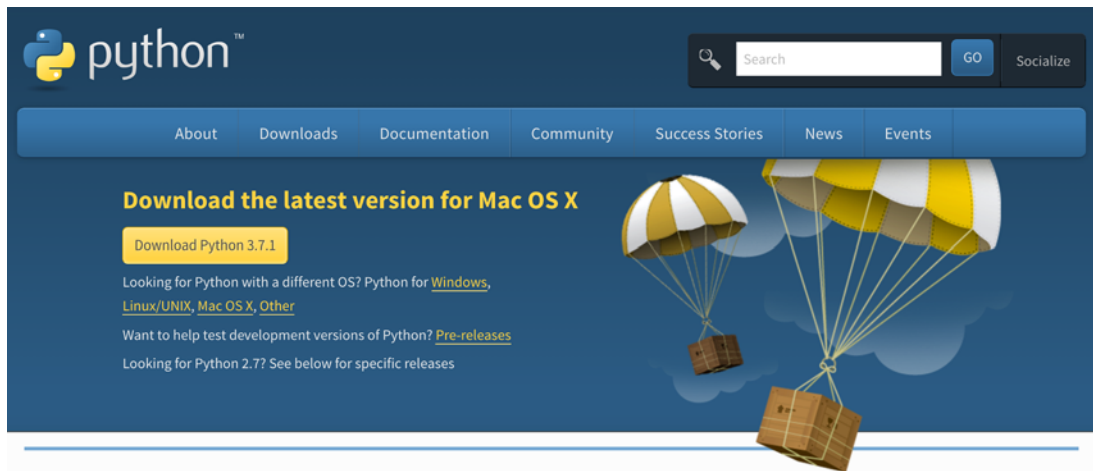 python™
Search
GO
Socialize
About
Downloads
Documentation
Community
Success Stories
News
Events
Download the latest version for Mac OS X
Download Python 3.7.1
Looking for Python with a different OS? Python for Windows,
Linux/UNIX, Mac OS X, Other
Want to help test development versions of Python? Pre-releases
Looking for Python 2.7? See below for specific releases